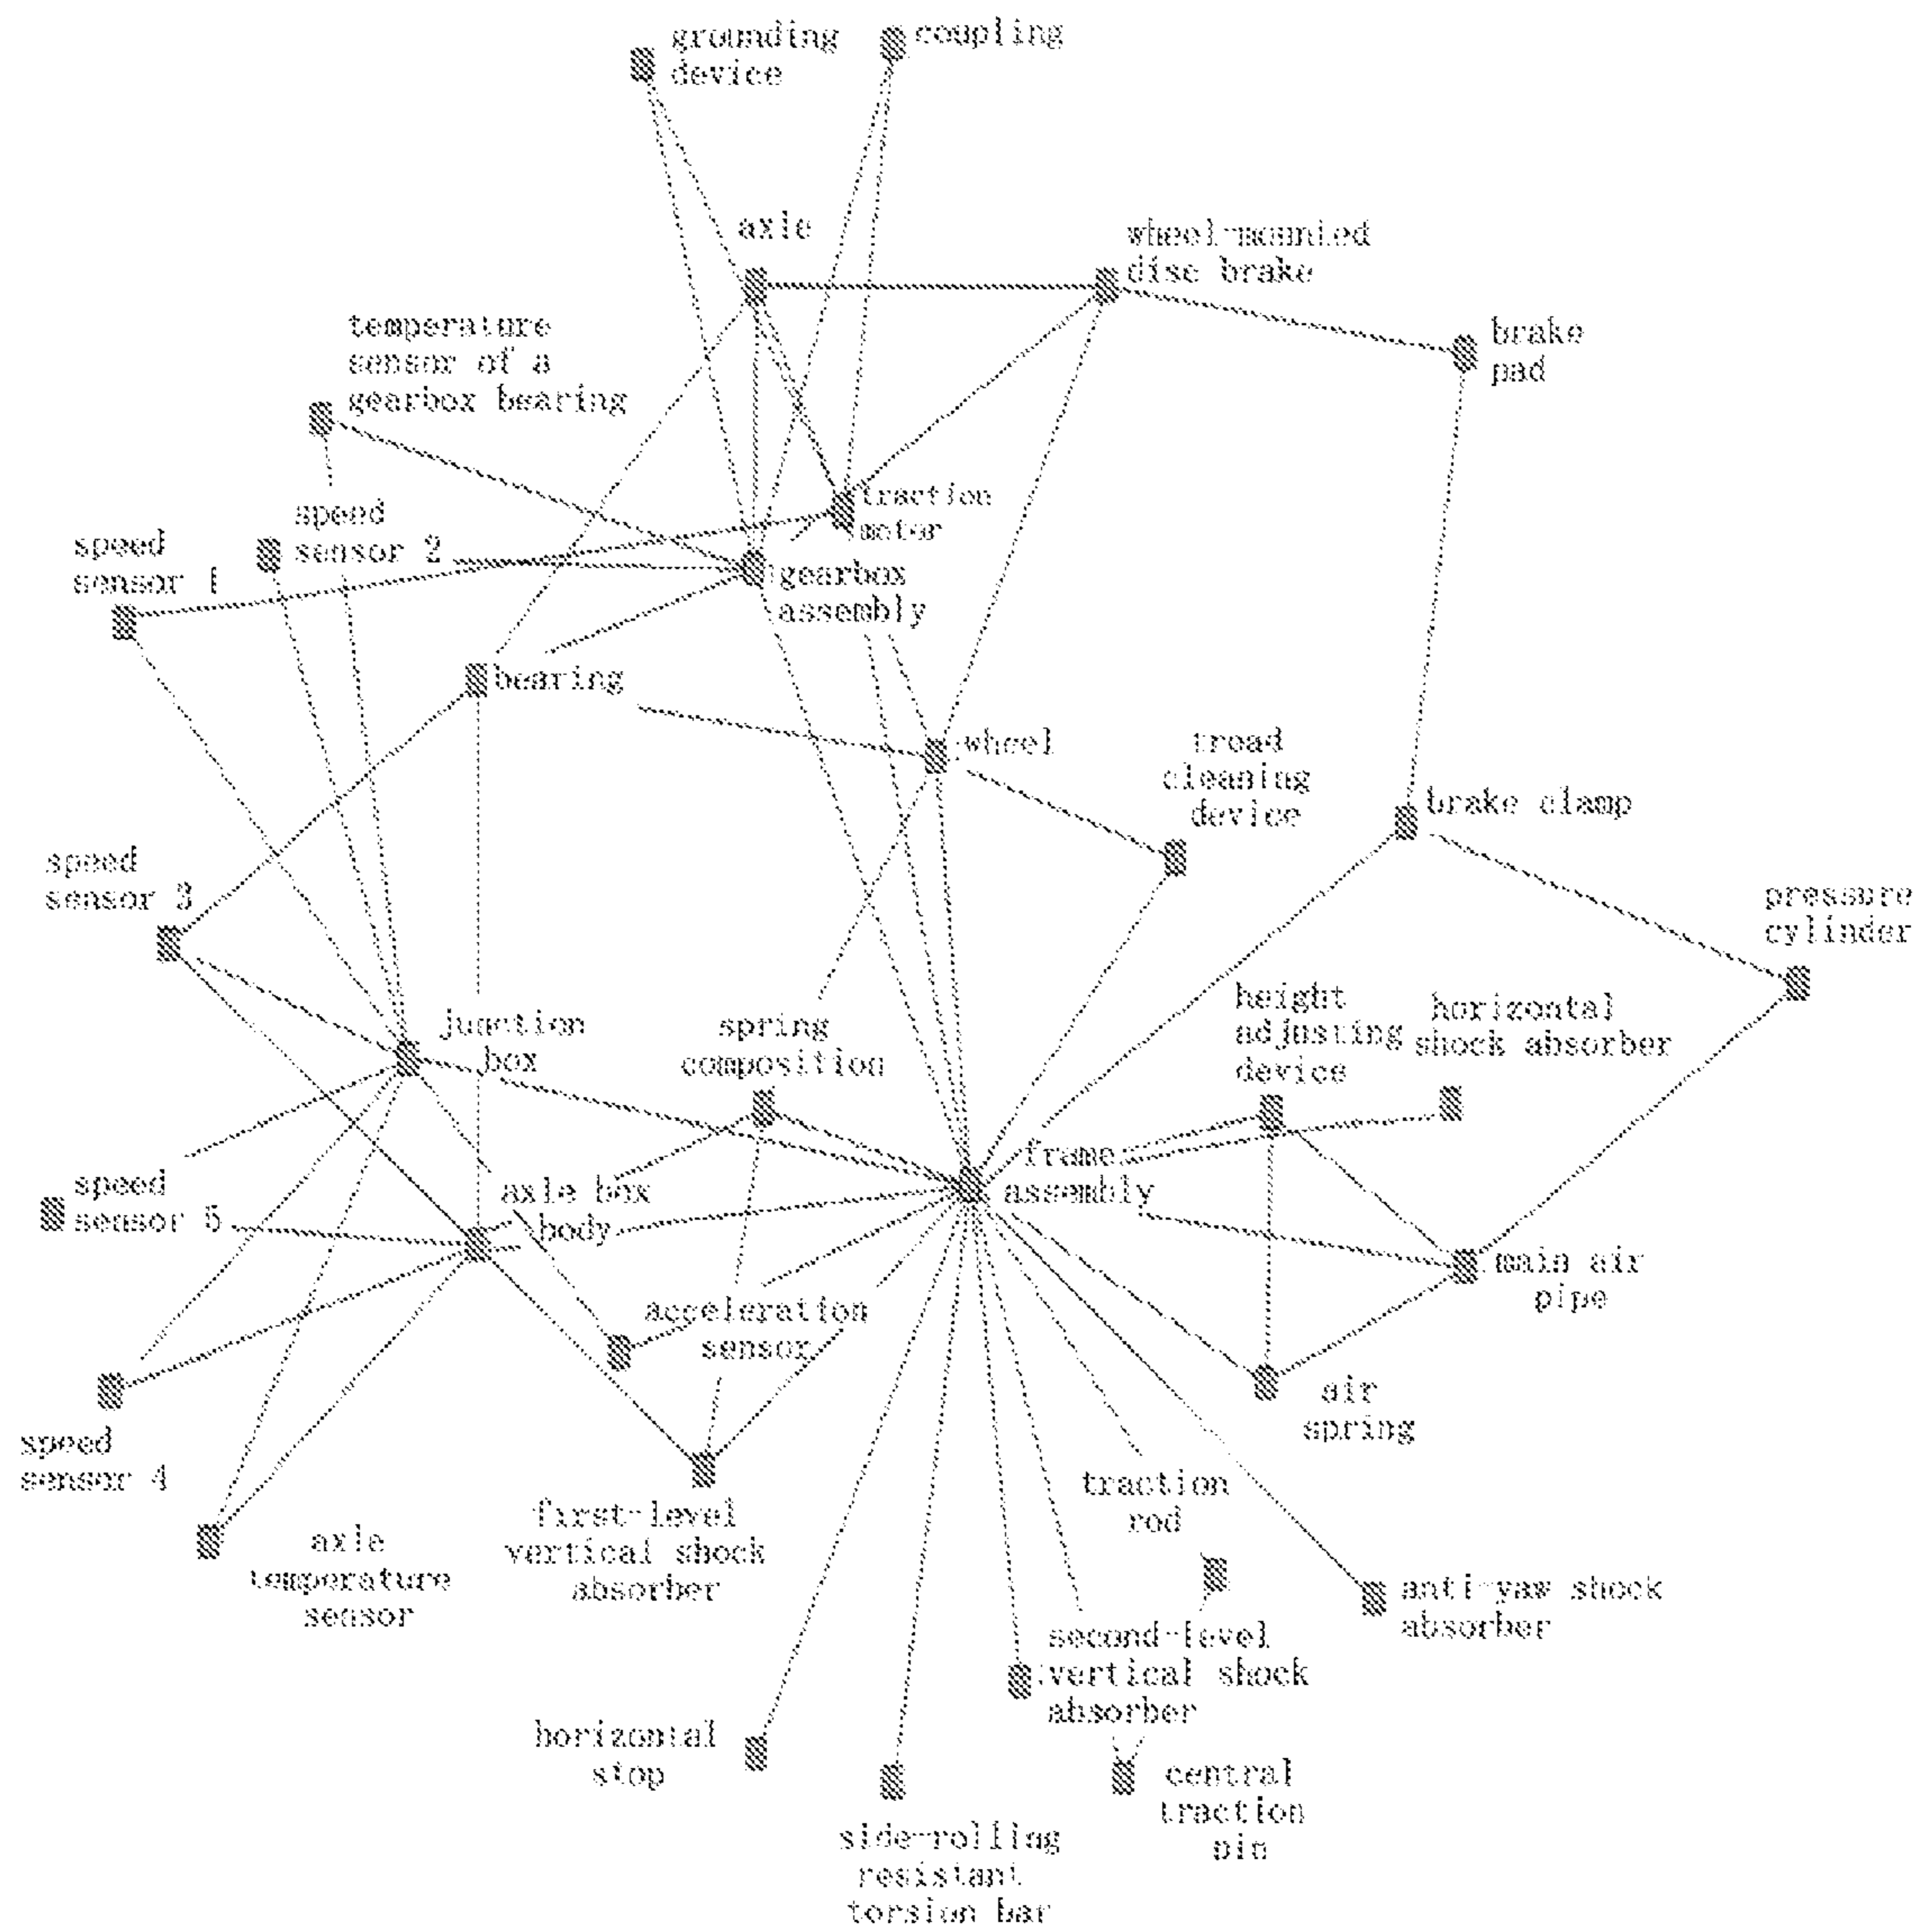 grounding
device
coupling
axle
wheel-mounted
disc brake
temperature
sensor of a
gearbox bearing
brake
pad
traction
motor
speed
sensor 2
speed
sensor 1
gearbox
assembly
bearing
wheel
tread
cleaning
device
brake clamp
speed
sensor 3
pressure
cylinder
height
adjusting
device
horizontal
shock absorber
junction
box
spring
composition
frame
assembly
speed
sensor 5
axle box
body
main air
pipe
acceleration
sensor
air
spring
speed
sensor 4
traction
rod
first-level
vertical shock
absorber
axle
temperature
sensor
anti-yaw shock
absorber
second-level
vertical shock
absorber
horizontal
stop
central
traction
pin
side-rolling
resistant
torsion bar